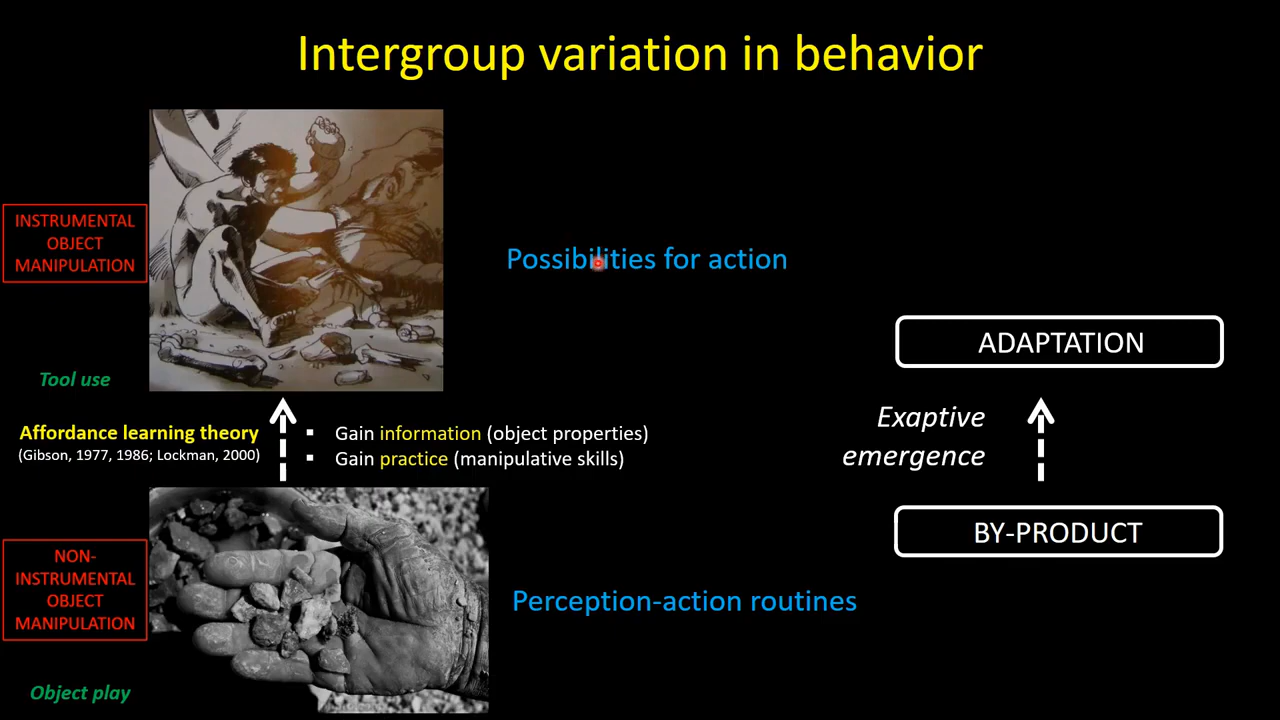 Intergroup variation in behavior
INSTRUMENTAL
OBJECT
MANIPULATION
Possibilities for action
Tool use
ADAPTATION
Affordance learning theory
(Gibson, 1977, 1986; Lockman, 2000)
▪ Gain information (object properties)
▪ Gain practice (manipulative skills)
Exaptive
emergence
BY-PRODUCT
NON-
INSTRUMENTAL
OBJECT
MANIPULATION
Perception-action routines
Object play